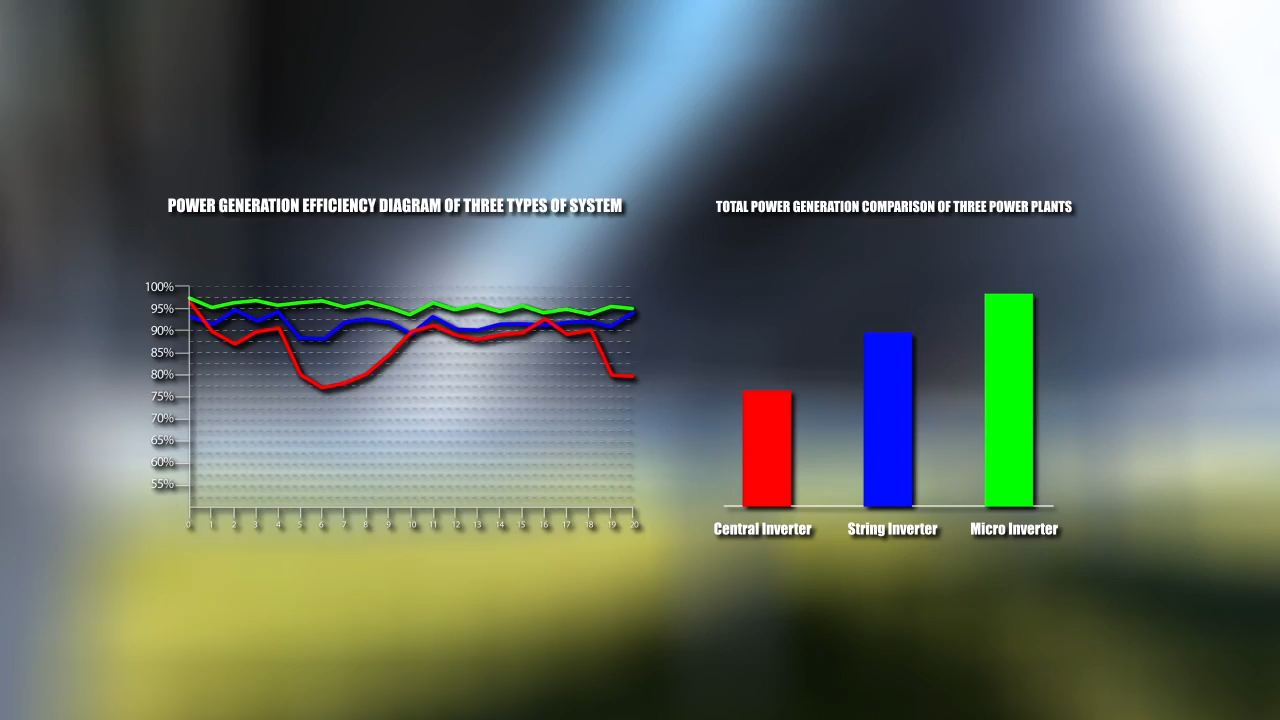 POWER GENERATION EFFICIENCY DIAGRAM OF THREE TYPES OF SYSTEM
100%
95%
90%
85%
80%
75%
70%
65%
60%
55%
0 1 2 3 4 5 6 7 8 9 10 11 12 13 14 15 16 17 18 19 20
TOTAL POWER GENERATION COMPARISON OF THREE POWER PLANTS
Central Inverter String Inverter Micro Inverter